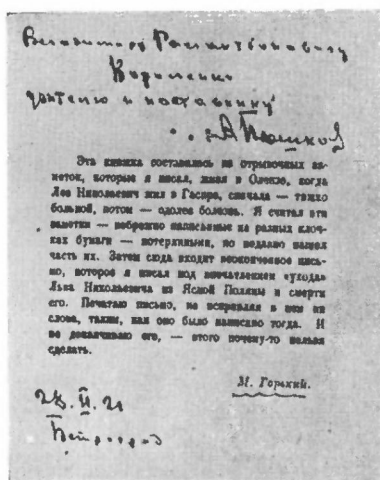 Владимиру Галактионовичу
Короленко
учителю и наставнику
А. Пешков
Эта книжка составилась из отрывочных за-
меток, которые я писал, живя в Олеизе, когда
Лев Николаевич жил в Гаспре, сначала — тяжко
больной, потом — одолев болезнь. Я считал эти
заметки — небрежно написанные на разных клоч-
ках бумаги — потерянными, но недавно нашел
часть их. Затем сюда входит неоконченное пись-
мо, которое я писал под впечатлением «ухода»
Льва Николаевича из Ясной Поляны и смерти
его. Печатаю письмо, не исправляя в нем ни
слова, таким, как оно было написано тогда. И
не доканчиваю его, — этого почему-то нельзя
сделать.
М. Горький.
II. 21
Петроград